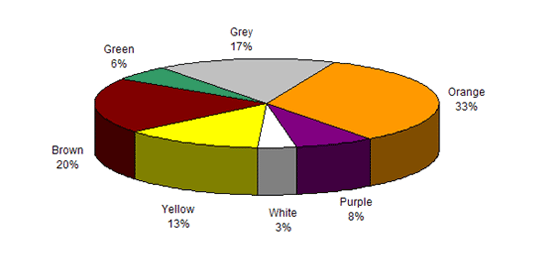 Grey
17%
Green
6%
Orange
33%
Brown
20%
Purple
8%
Yellow
13%
White
3%